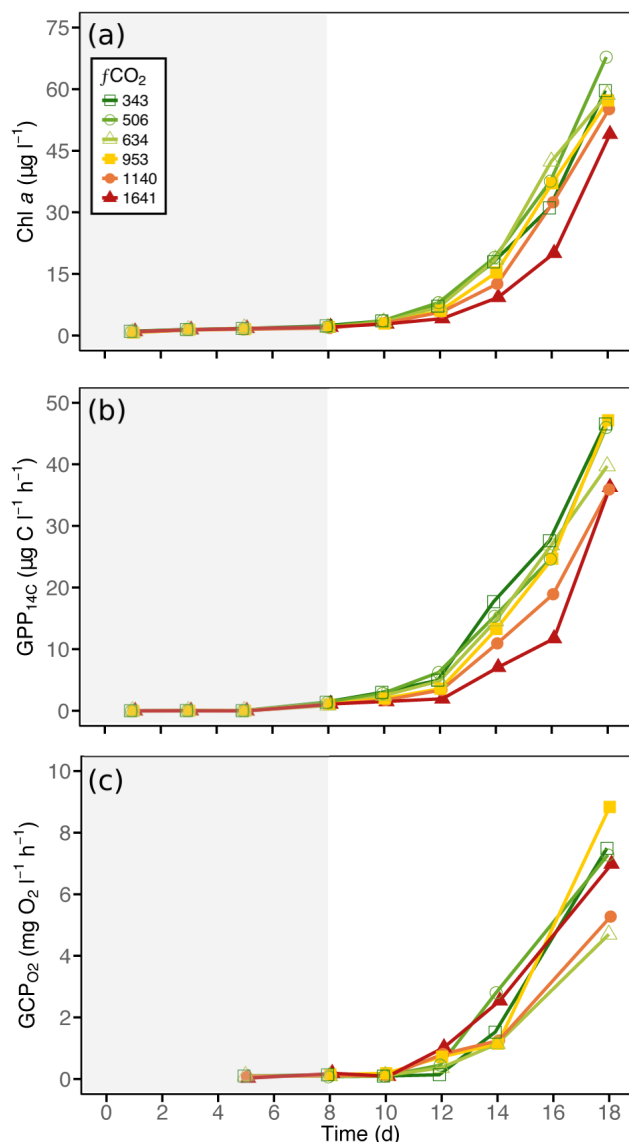 (a)
Chl a (µg l⁻¹)
75
60
45
30
15
0
fCO₂
343
506
634
953
1140
1641
(b)
GPP₁₄C (µg C l⁻¹ h⁻¹)
50
40
30
20
10
0
(c)
GCP_O2 (mg O₂ l⁻¹ h⁻¹)
10
8
6
4
2
0
0 2 4 6 8 10 12 14 16 18
Time (d)